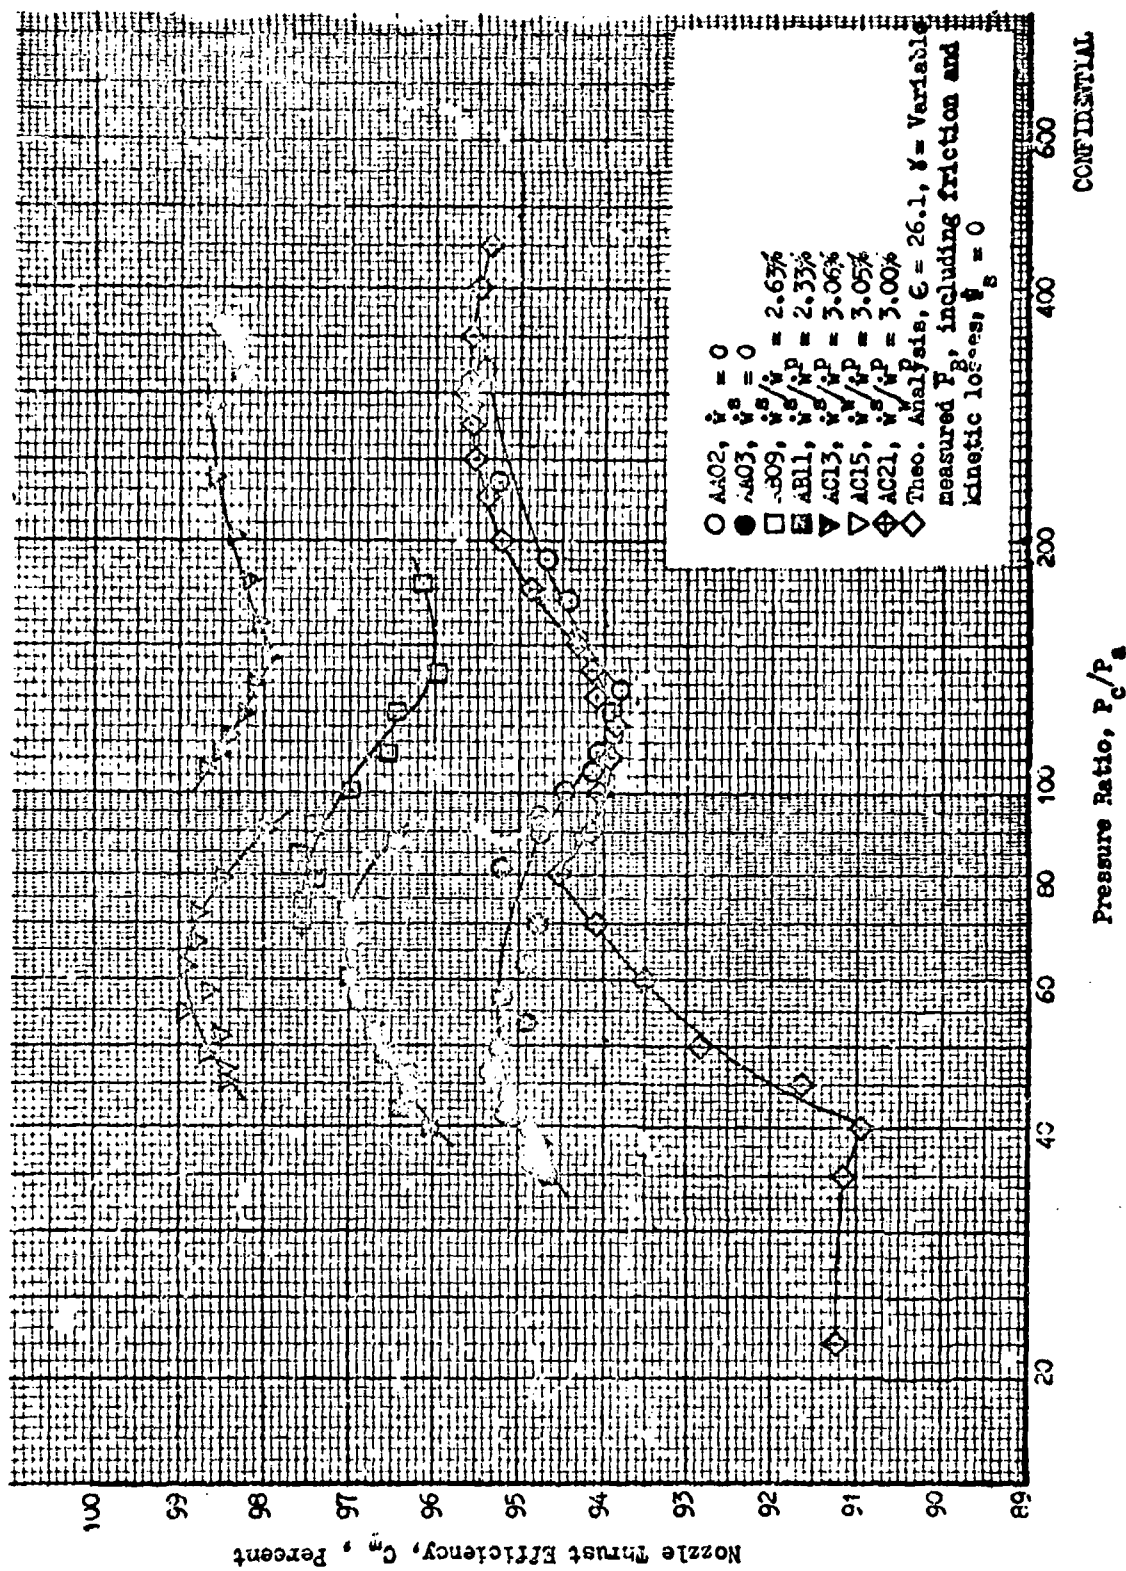 Nozzle Thrust Efficiency, C_T, Percent
100
99
98
97
96
95
94
93
92
91
90
89
20
40
60
80
100
200
400
600
Pressure Ratio, P_c/P_a
AA02, ẇ_s = 0
AA03, ẇ_s = 0
AB09, ẇ_s/ẇ_p = 2.63%
AB11, ẇ_s/ẇ_p = 2.33%
AC13, ẇ_s/ẇ_p = 3.06%
AC15, ẇ_s/ẇ_p = 3.05%
AC21, ẇ_s/ẇ_p = 3.00%
Theo. Analysis, ϵ = 26.1, γ = Variable
measured P_B, including friction and
kinetic losses, ẇ_s = 0
CONFIDENTIAL